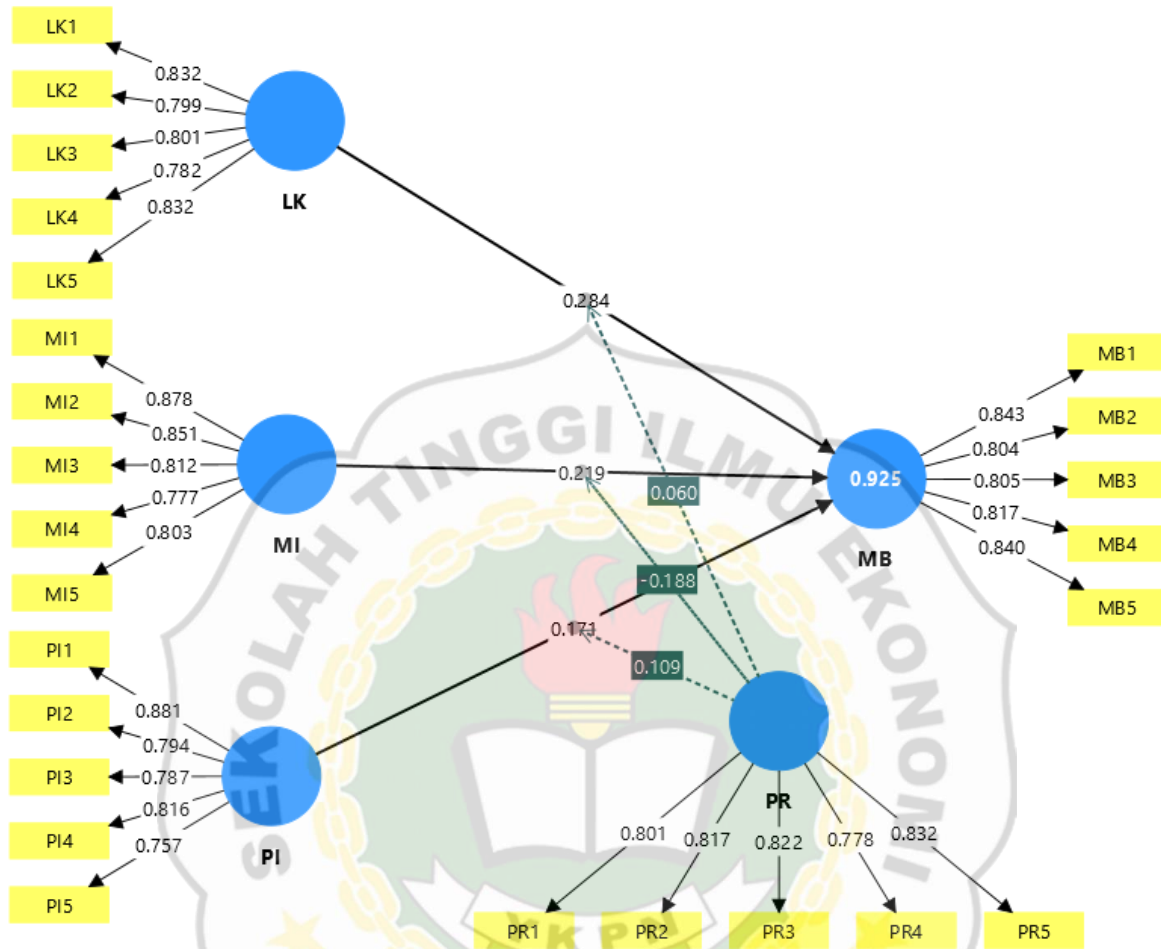 LK1
0.832
LK2
0.799
LK3
0.801
LK4
0.782
LK5
0.832
LK
0.284
MI1
0.878
MI2
0.851
MI3
0.812
MI4
0.777
MI5
0.803
MI
0.219
0.060
PI1
0.881
PI2
0.794
PI3
0.787
PI4
0.816
PI5
0.757
PI
0.171
-0.188
0.109
MB1
0.843
MB2
0.804
MB3
0.805
MB4
0.817
MB5
0.840
0.925
MB
PR
0.801
0.817
0.822
0.778
0.832
PR1
PR2
PR3
PR4
PR5
SEKOLAH TINGGI ILMU EKONOMI
YKPN